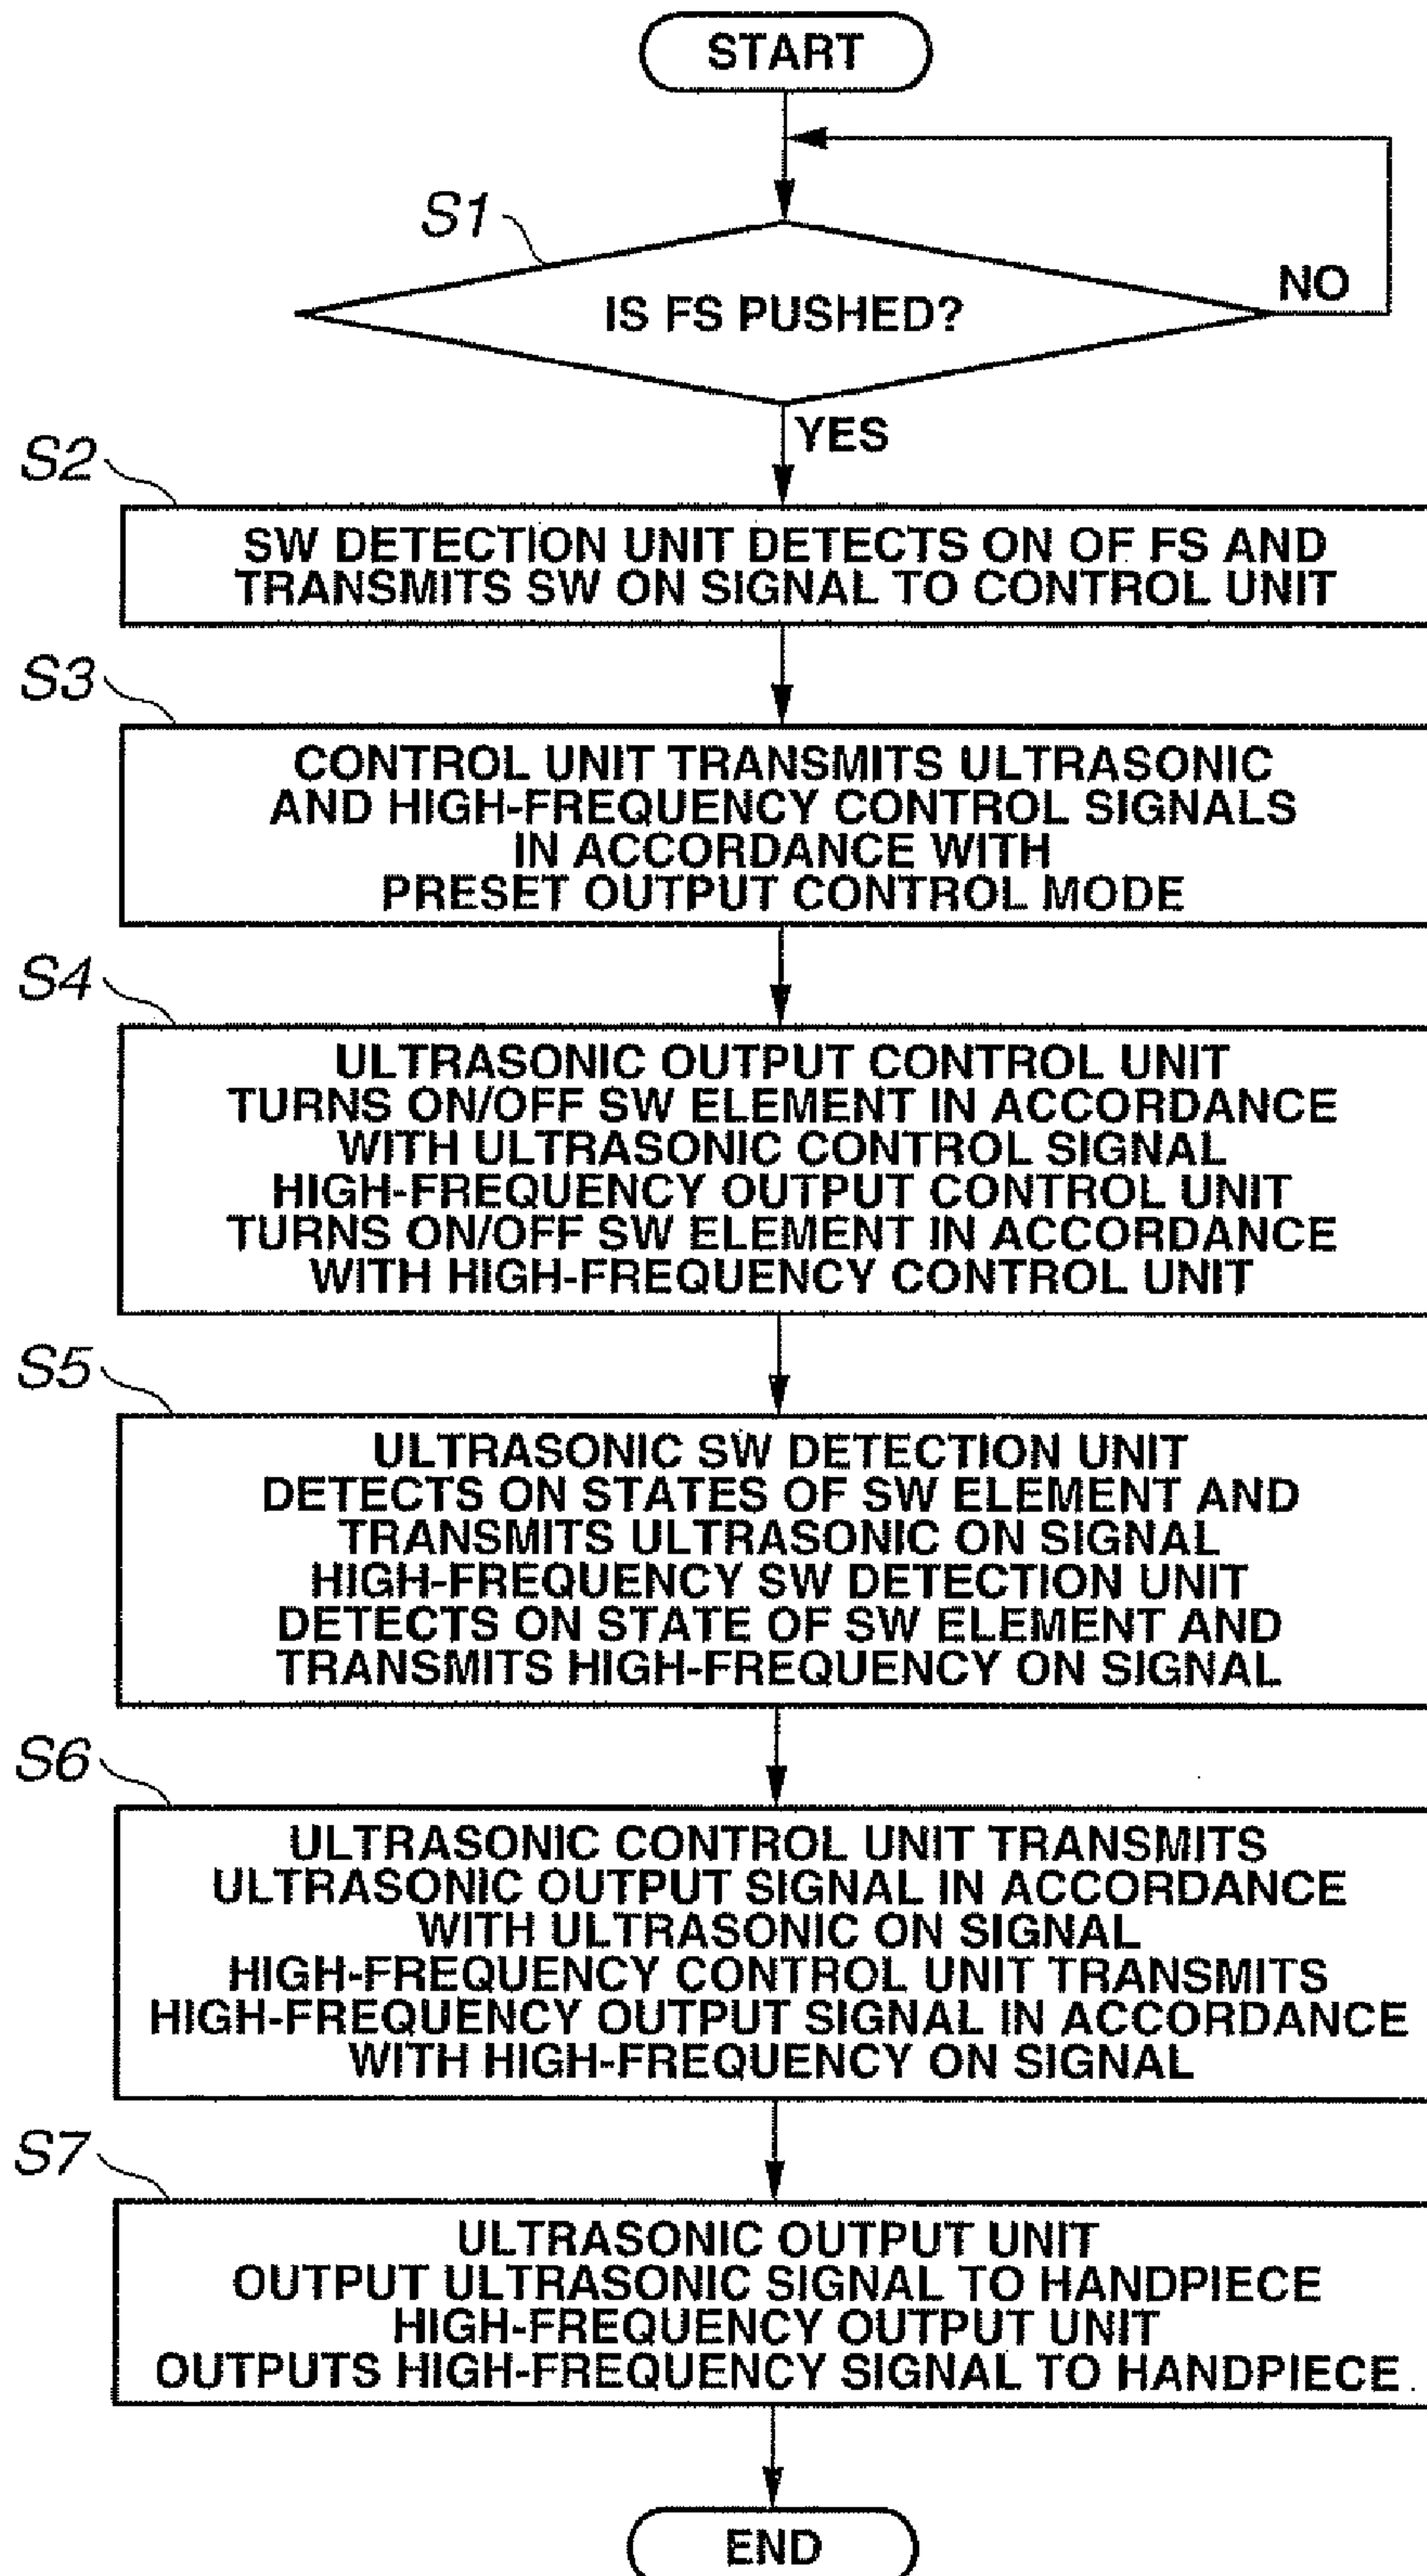 START
S1
IS FS PUSHED?
NO
YES
S2
SW DETECTION UNIT DETECTS ON OF FS AND
TRANSMITS SW ON SIGNAL TO CONTROL UNIT
S3
CONTROL UNIT TRANSMITS ULTRASONIC
AND HIGH-FREQUENCY CONTROL SIGNALS
IN ACCORDANCE WITH
PRESET OUTPUT CONTROL MODE
S4
ULTRASONIC OUTPUT CONTROL UNIT
TURNS ON/OFF SW ELEMENT IN ACCORDANCE
WITH ULTRASONIC CONTROL SIGNAL
HIGH-FREQUENCY OUTPUT CONTROL UNIT
TURNS ON/OFF SW ELEMENT IN ACCORDANCE
WITH HIGH-FREQUENCY CONTROL UNIT
S5
ULTRASONIC SW DETECTION UNIT
DETECTS ON STATES OF SW ELEMENT AND
TRANSMITS ULTRASONIC ON SIGNAL
HIGH-FREQUENCY SW DETECTION UNIT
DETECTS ON STATE OF SW ELEMENT AND
TRANSMITS HIGH-FREQUENCY ON SIGNAL
S6
ULTRASONIC CONTROL UNIT TRANSMITS
ULTRASONIC OUTPUT SIGNAL IN ACCORDANCE
WITH ULTRASONIC ON SIGNAL
HIGH-FREQUENCY CONTROL UNIT TRANSMITS
HIGH-FREQUENCY OUTPUT SIGNAL IN ACCORDANCE
WITH HIGH-FREQUENCY ON SIGNAL
S7
ULTRASONIC OUTPUT UNIT
OUTPUT ULTRASONIC SIGNAL TO HANDPIECE
HIGH-FREQUENCY OUTPUT UNIT
OUTPUTS HIGH-FREQUENCY SIGNAL TO HANDPIECE
END